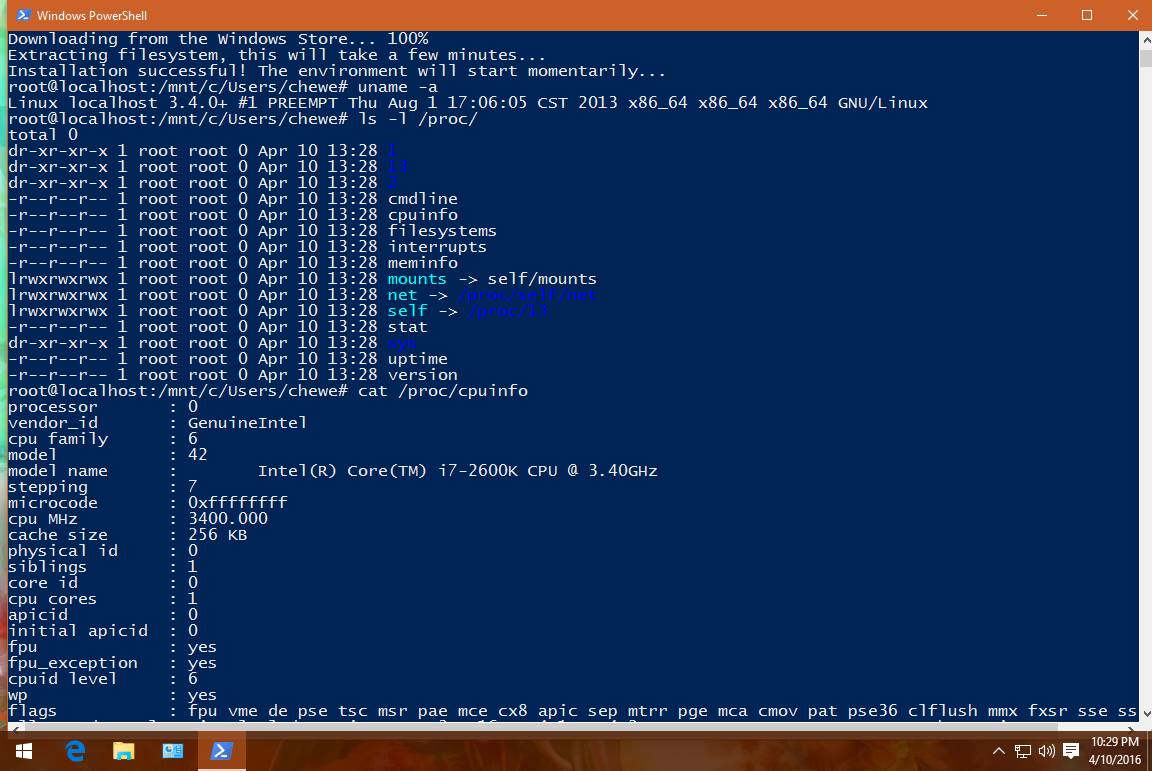 Windows PowerShell
Downloading from the Windows Store... 100%
Extracting filesystem, this will take a few minutes...
Installation successful! The environment will start momentarily...
root@localhost:/mnt/c/Users/chewe# uname -a
Linux localhost 3.4.0+ #1 PREEMPT Thu Aug 1 17:06:05 CST 2013 x86_64 x86_64 x86_64 GNU/Linux
root@localhost:/mnt/c/Users/chewe# ls -l /proc/
total 0
dr-xr-xr-x 1 root root 0 Apr 10 13:28 1
dr-xr-xr-x 1 root root 0 Apr 10 13:28
dr-xr-xr-x 1 root root 0 Apr 10 13:28 2
-r--r--r-- 1 root root 0 Apr 10 13:28 cmdline
-r--r--r-- 1 root root 0 Apr 10 13:28 cpuinfo
-r--r--r-- 1 root root 0 Apr 10 13:28 filesystems
-r--r--r-- 1 root root 0 Apr 10 13:28 interrupts
-r--r--r-- 1 root root 0 Apr 10 13:28 meminfo
lrwxrwxrwx 1 root root 0 Apr 10 13:28 mounts -> self/mounts
lrwxrwxrwx 1 root root 0 Apr 10 13:28 net -> /proc/self/net
lrwxrwxrwx 1 root root 0 Apr 10 13:28 self ->
-r--r--r-- 1 root root 0 Apr 10 13:28 stat
dr-xr-xr-x 1 root root 0 Apr 10 13:28 sys
-r--r--r-- 1 root root 0 Apr 10 13:28 uptime
-r--r--r-- 1 root root 0 Apr 10 13:28 version
root@localhost:/mnt/c/Users/chewe# cat /proc/cpuinfo
processor : 0
vendor_id : GenuineIntel
cpu family : 6
model : 42
model name : Intel(R) Core(TM) i7-2600K CPU @ 3.40GHz
stepping : 7
microcode : 0xffffffff
cpu MHz : 3400.000
cache size : 256 KB
physical id : 0
siblings : 1
core id : 0
cpu cores : 1
apicid : 0
initial apicid : 0
fpu : yes
fpu_exception : yes
cpuid level : 6
wp : yes
flags : fpu vme de pse tsc msr pae mce cx8 apic sep mtrr pge mca cmov pat pse36 clflush mmx fxsr sse ss
10:29 PM
4/10/2016